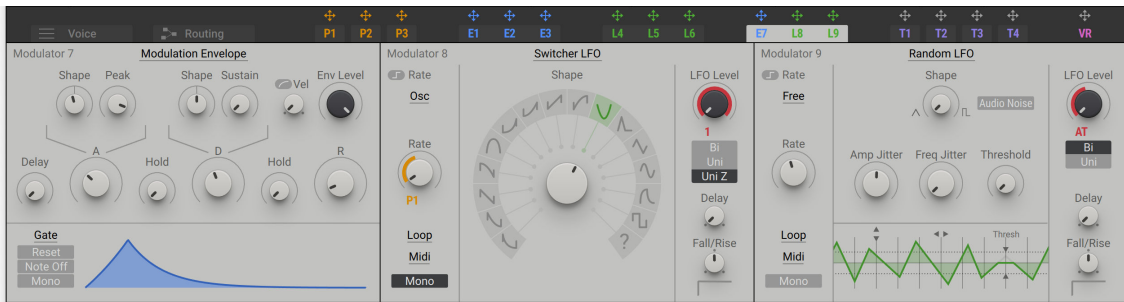 Voice Routing P1 P2 P3 E1 E2 E3 L4 L5 L6 E7 L8 L9 T1 T2 T3 T4 VR
Modulator 7 Modulation Envelope
Shape Peak Shape Sustain Vel Env Level
Delay A Hold D Hold R
Gate
Reset
Note Off
Mono
Modulator 8 Switcher LFO
Rate
Osc
Rate
P1
Loop
Midi
Mono
Shape
?
LFO Level
1
Bi
Uni
Uni Z
Delay
Fall/Rise
Modulator 9 Random LFO
Rate
Free
Rate
Loop
Midi
Mono
Shape
Audio Noise
Amp Jitter Freq Jitter Threshold
Thresh
LFO Level
AT
Bi
Uni
Delay
Fall/Rise